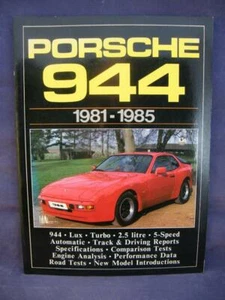 PORSCHE
944
1981-1985
944 • Lux • Turbo • 2.5 litre • 5-Speed
Automatic • Track & Driving Reports
Specifications • Comparison Tests
Engine Analysis • Performance Data
Road Tests • New Model Introductions